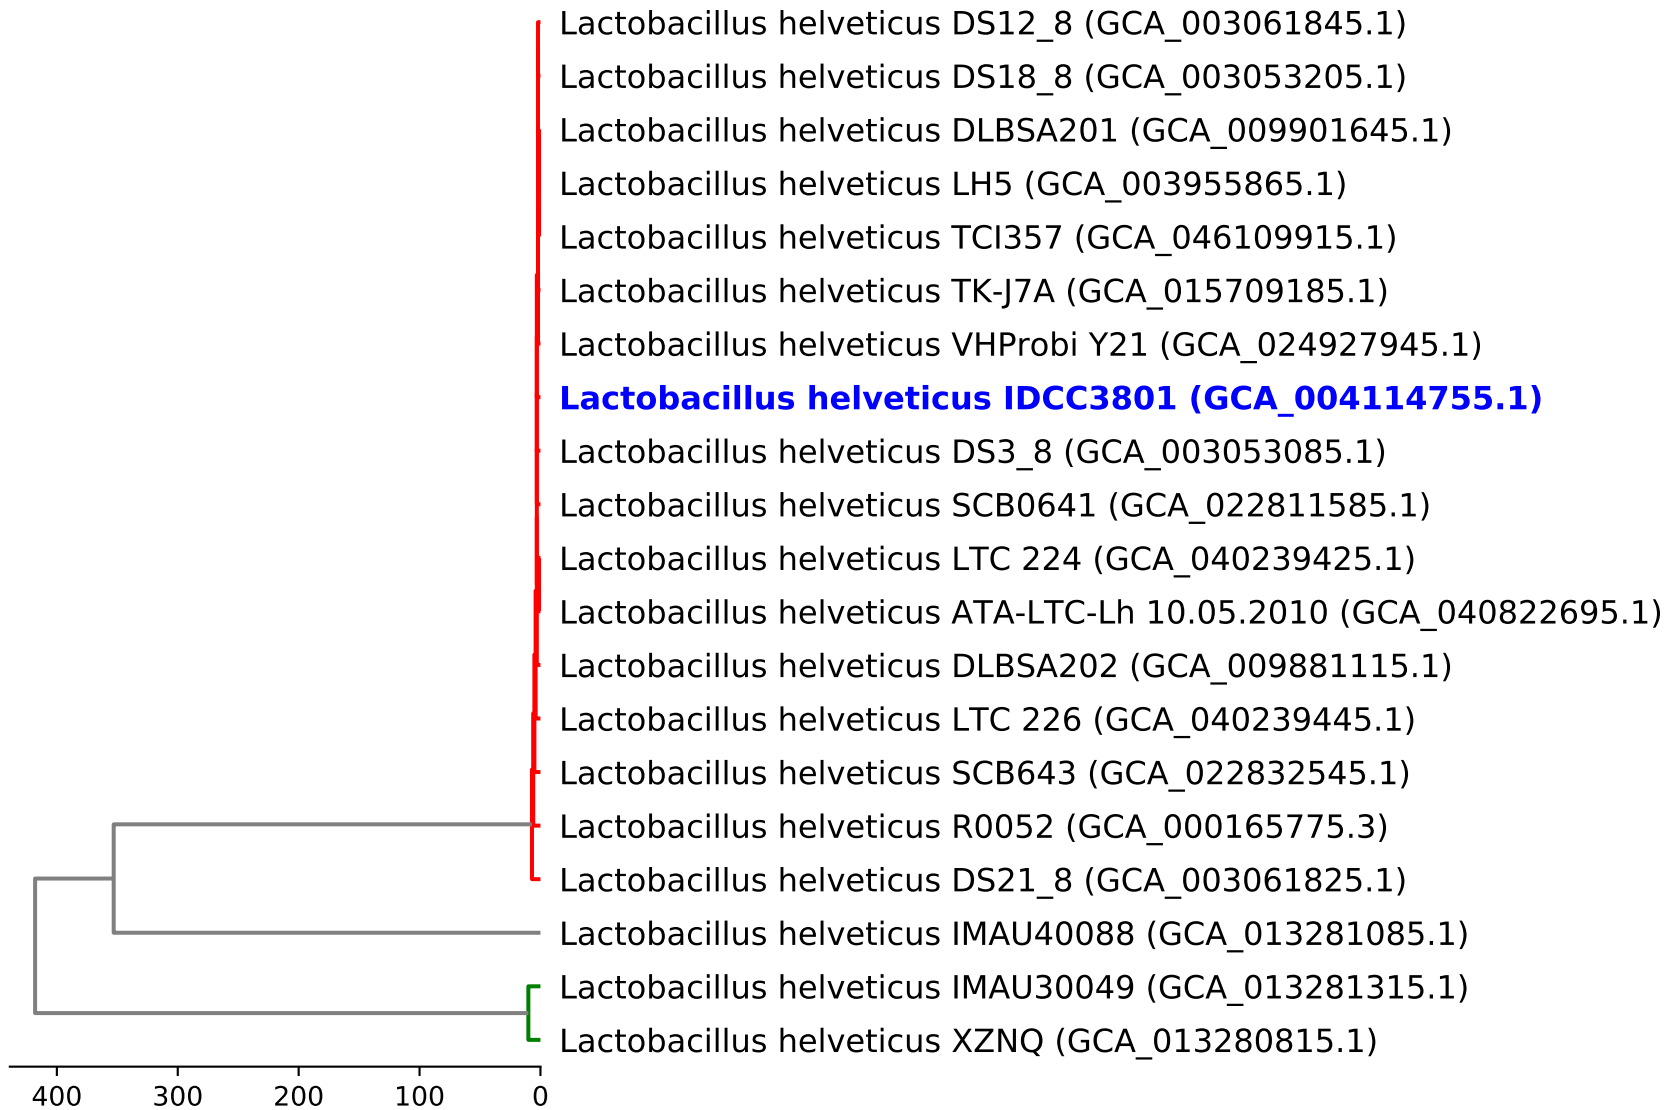 Lactobacillus helveticus DS12_8 (GCA_003061845.1)
Lactobacillus helveticus DS18_8 (GCA_003053205.1)
Lactobacillus helveticus DLBSA201 (GCA_009901645.1)
Lactobacillus helveticus LH5 (GCA_003955865.1)
Lactobacillus helveticus TCI357 (GCA_046109915.1)
Lactobacillus helveticus TK-J7A (GCA_015709185.1)
Lactobacillus helveticus VHProbi Y21 (GCA_024927945.1)
Lactobacillus helveticus IDCC3801 (GCA_004114755.1)
Lactobacillus helveticus DS3_8 (GCA_003053085.1)
Lactobacillus helveticus SCB0641 (GCA_022811585.1)
Lactobacillus helveticus LTC 224 (GCA_040239425.1)
Lactobacillus helveticus ATA-LTC-Lh 10.05.2010 (GCA_040822695.1)
Lactobacillus helveticus DLBSA202 (GCA_009881115.1)
Lactobacillus helveticus LTC 226 (GCA_040239445.1)
Lactobacillus helveticus SCB643 (GCA_022832545.1)
Lactobacillus helveticus R0052 (GCA_000165775.3)
Lactobacillus helveticus DS21_8 (GCA_003061825.1)
Lactobacillus helveticus IMAU40088 (GCA_013281085.1)
Lactobacillus helveticus IMAU30049 (GCA_013281315.1)
Lactobacillus helveticus XZNQ (GCA_013280815.1)
400 300 200 100 0